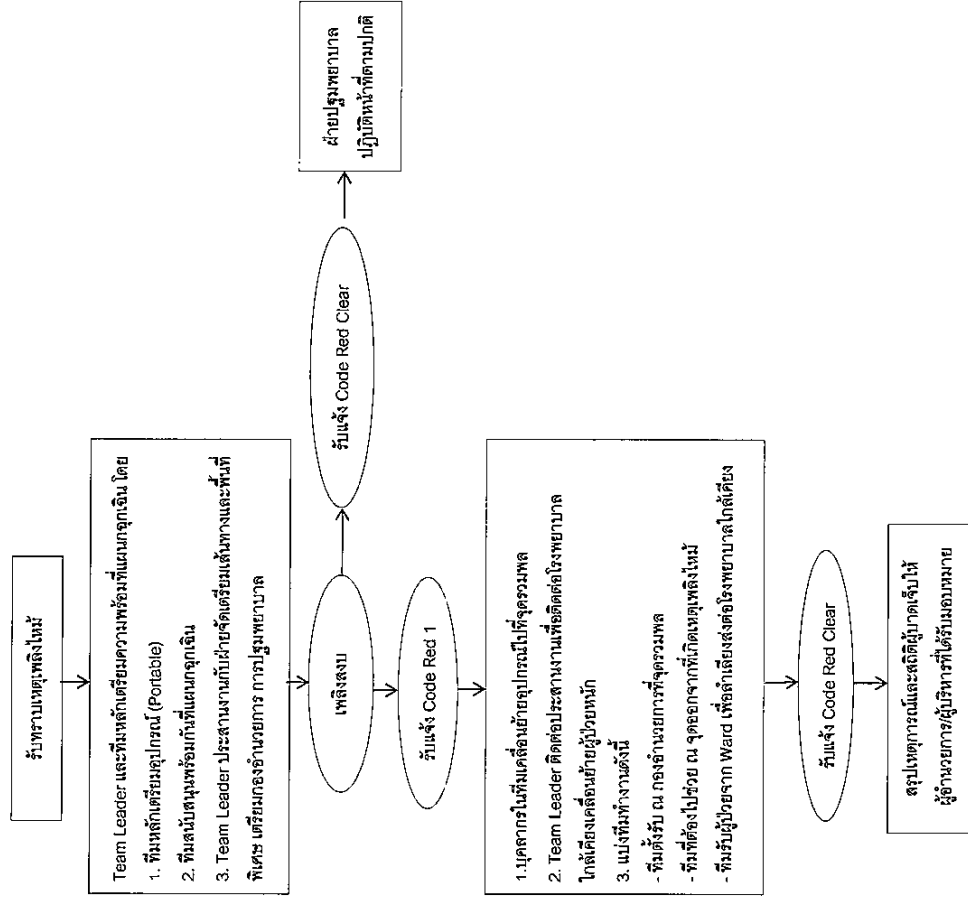 รับทราบเหตุเพลิงไหม้
Team Leader และทีมหลักเตรียมความพร้อมที่แผนกฉุกเฉิน โดย
1. ทีมหลักเตรียมอุปกรณ์ (Portable)
2. ทีมสนับสนุนพร้อมกันที่แผนกฉุกเฉิน
3. Team Leader ประสานงานกับฝ่ายจัดเตรียมเส้นทางและพื้นที่
พิเศษ เตรียมกองอำนวยการ การปฐมพยาบาล
เพลิงสงบ
รับแจ้ง Code Red Clear
ฝ่ายปฐมพยาบาล
ปฏิบัติหน้าที่ตามปกติ
รับแจ้ง Code Red 1
1.บุคลากรในทีมเคลื่อนย้ายอุปกรณ์ไปที่จุดรวมพล
2. Team Leader ติดต่อประสานงานเพื่อติดต่อโรงพยาบาล
ใกล้เคียงเคลื่อนย้ายผู้ป่วยหนัก
3. แบ่งทีมทำงานดังนี้
- ทีมตั้งรับ ณ กองอำนวยการที่จุดรวมพล
- ทีมที่ต้องไปช่วย ณ จุดออกจากที่เกิดเหตุเพลิงไหม้
- ทีมรับผู้ป่วยจาก Ward เพื่อลำเลียงส่งต่อโรงพยาบาลใกล้เคียง
รับแจ้ง Code Red Clear
สรุปเหตุการณ์และสถิติผู้บาดเจ็บให้
ผู้อำนวยการ/ผู้บริหารที่ได้รับมอบหมาย